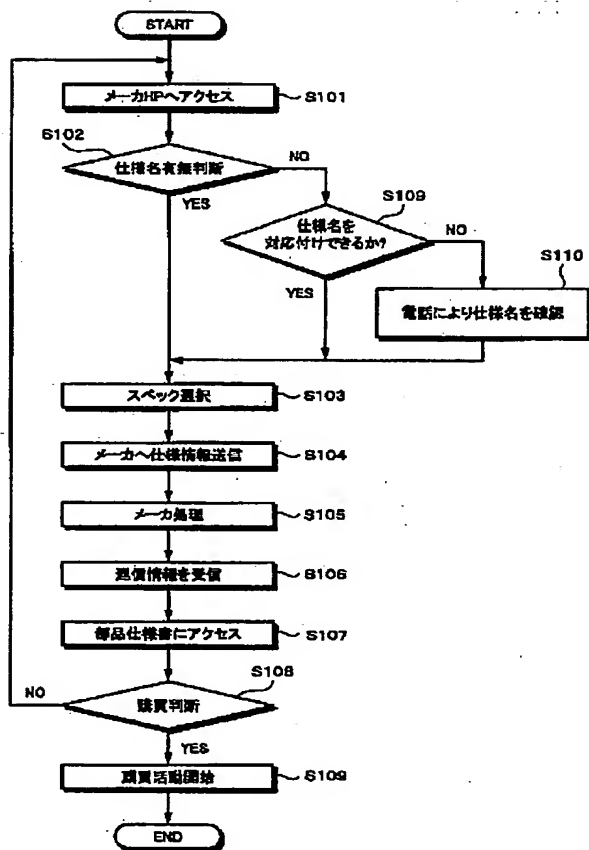 START
メーカHPへアクセス
S101
S102
仕様名有無判断
NO
YES
S109
仕様名を
対応付けできるか?
NO
YES
S110
電話により仕様名を確認
スペック選択
S103
メーカへ仕様情報送信
S104
メーカ処理
S105
返信情報を受信
S106
部品仕様書にアクセス
S107
S108
購買判断
NO
YES
購買活動開始
S109
END